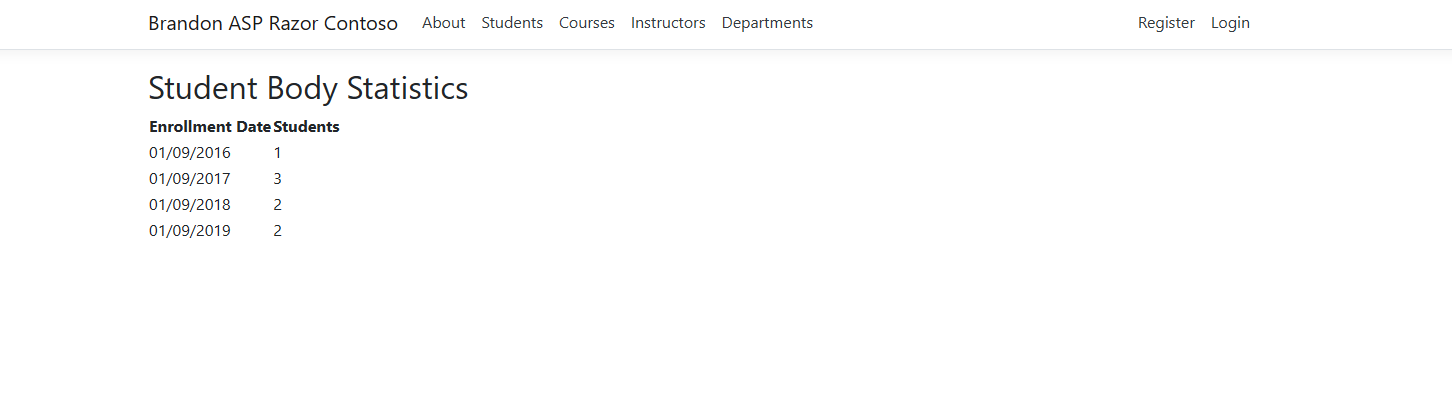 Brandon ASP Razor Contoso About Students Courses Instructors Departments Register Login
Student Body Statistics
Enrollment Date Students
01/09/2016 1
01/09/2017 3
01/09/2018 2
01/09/2019 2